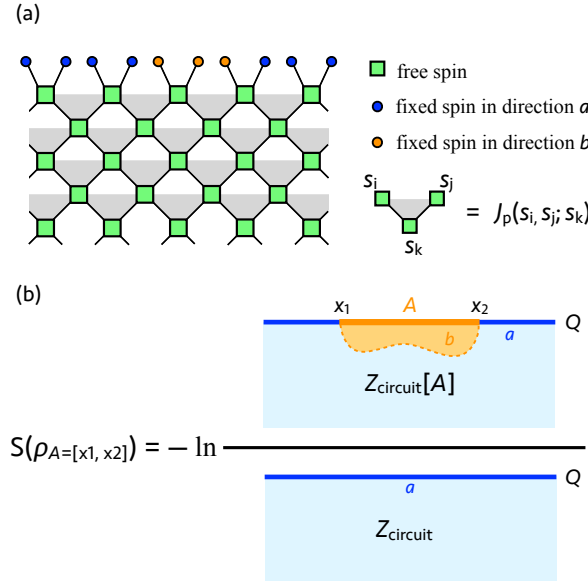 (a)
free spin
fixed spin in direction a
fixed spin in direction b
s_i s_j
= J_p(s_i, s_j; s_k)
s_k
(b)
x_1 A x_2 Q
b a
Z_circuit[A]
S(ρ_{A=[x1, x2]}) = − ln
Q
a
Z_circuit